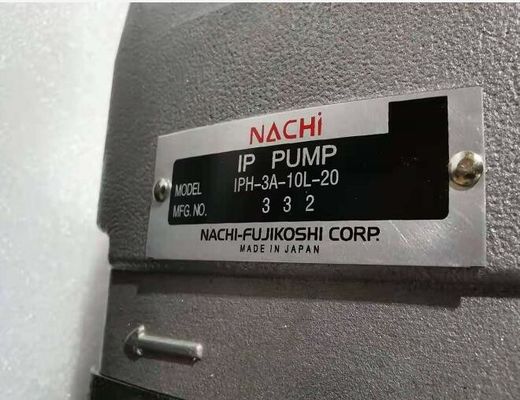 NACHi
IP PUMP
MODEL IPH-3A-10L-20
MFG. NO. 3 3 2
NACHI-FUJIKOSHI CORP.
MADE IN JAPAN